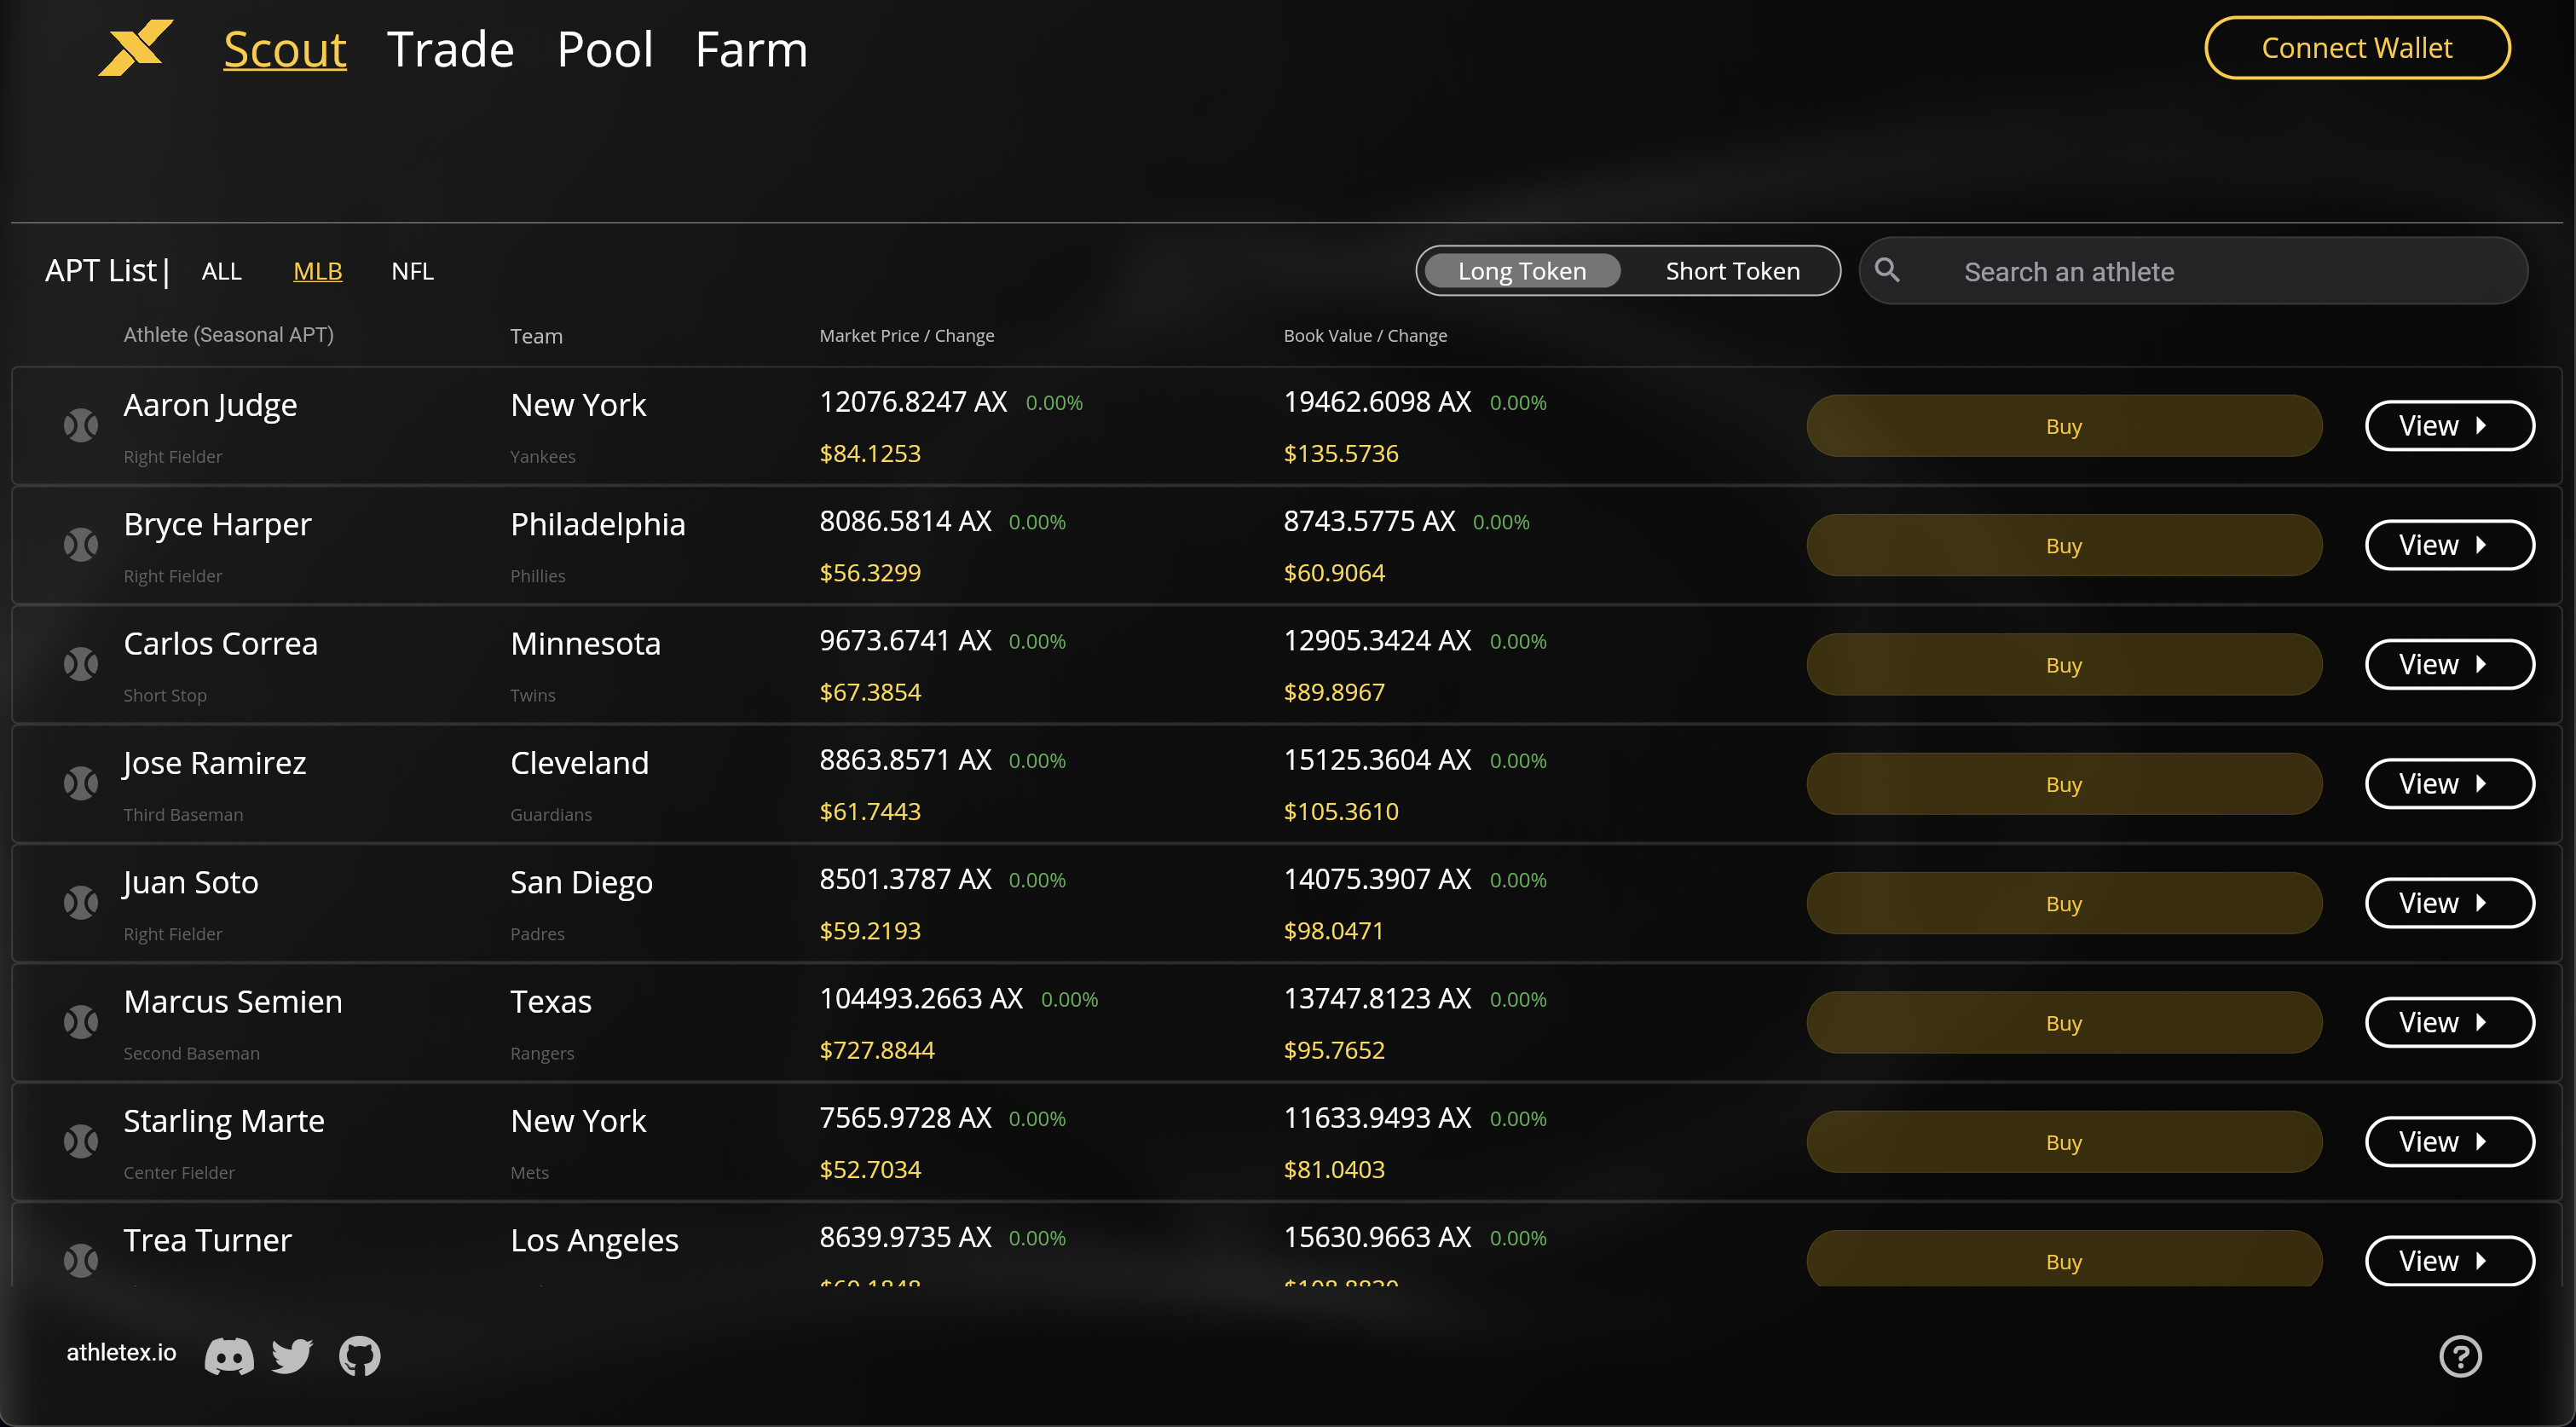 Scout Trade Pool Farm Connect Wallet
APT List| ALL MLB NFL Long Token Short Token Search an athlete
Athlete (Seasonal APT) Team Market Price / Change Book Value / Change
Aaron Judge New York 12076.8247 AX 0.00% 19462.6098 AX 0.00% Buy View
Right Fielder Yankees $84.1253 $135.5736
Bryce Harper Philadelphia 8086.5814 AX 0.00% 8743.5775 AX 0.00% Buy View
Right Fielder Phillies $56.3299 $60.9064
Carlos Correa Minnesota 9673.6741 AX 0.00% 12905.3424 AX 0.00% Buy View
Short Stop Twins $67.3854 $89.8967
Jose Ramirez Cleveland 8863.8571 AX 0.00% 15125.3604 AX 0.00% Buy View
Third Baseman Guardians $61.7443 $105.3610
Juan Soto San Diego 8501.3787 AX 0.00% 14075.3907 AX 0.00% Buy View
Right Fielder Padres $59.2193 $98.0471
Marcus Semien Texas 104493.2663 AX 0.00% 13747.8123 AX 0.00% Buy View
Second Baseman Rangers $727.8844 $95.7652
Starling Marte New York 7565.9728 AX 0.00% 11633.9493 AX 0.00% Buy View
Center Fielder Mets $52.7034 $81.0403
Trea Turner Los Angeles 8639.9735 AX 0.00% 15630.9663 AX 0.00% Buy View
athletex.io